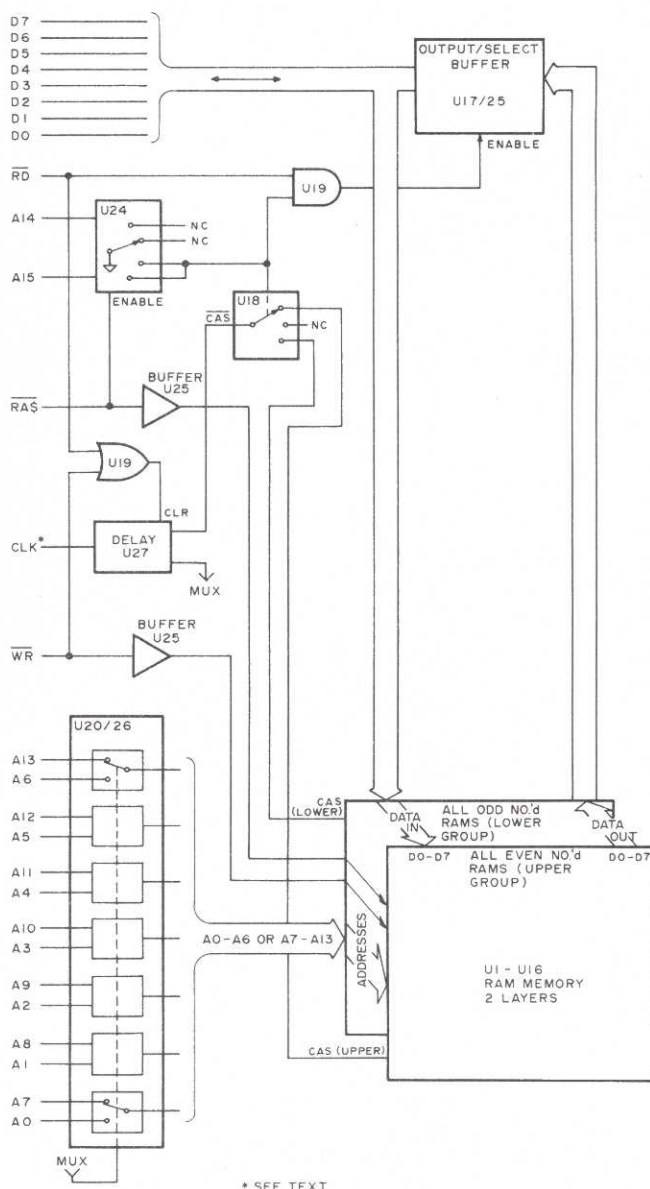 D7
D6
D5
D4
D3
D2
D1
D0
OUTPUT/SELECT
BUFFER
U17/25
ENABLE
RD
U19
A14
U24
NC
NC
A15
ENABLE
CAS
U18
NC
BUFFER
U25
RAS
U19
CLR
CLK*
DELAY
U27
MUX
BUFFER
U25
WR
U20/26
A13
A6
A12
A5
A11
A4
A10
A3
A9
A2
A8
A1
A7
A0
MUX
A0-A6 OR A7-A13
CAS
(LOWER)
DATA
IN
ALL ODD NO.'d
RAMS (LOWER
GROUP)
DATA
OUT
D0-D7
ALL EVEN NO.'d
RAMS (UPPER
GROUP)
D0-D7
ADDRESSES
U1 - U16
RAM MEMORY
2 LAYERS
CAS (UPPER)
* SEE TEXT